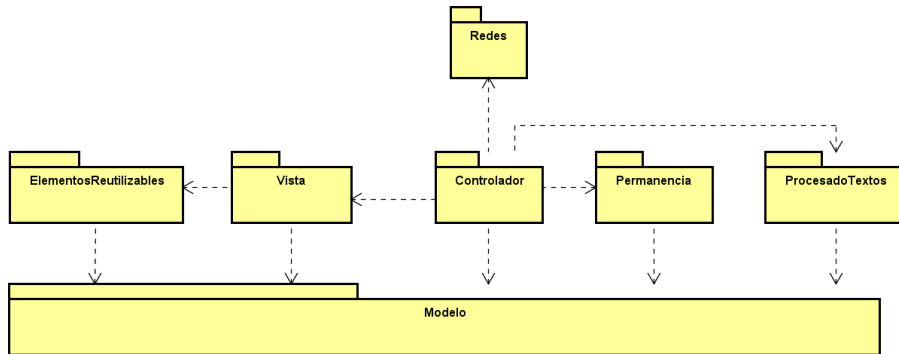 Redes
ElementosReutilizables
Vista
Controlador
Permanencia
ProcesadoTextos
Modelo